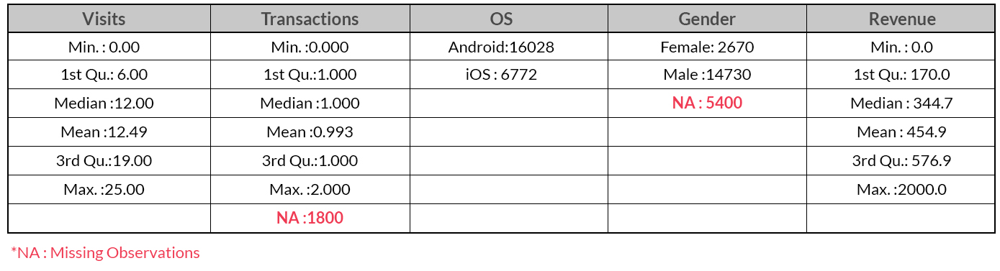 Visits Transactions OS Gender Revenue
Min. : 0.00 Min. :0.000 Android:16028 Female: 2670 Min. : 0.0
1st Qu.: 6.00 1st Qu.:1.000 iOS : 6772 Male :14730 1st Qu.: 170.0
Median :12.00 Median :1.000 NA : 5400 Median : 344.7
Mean :12.49 Mean :0.993 Mean : 454.9
3rd Qu.:19.00 3rd Qu.:1.000 3rd Qu.: 576.9
Max. :25.00 Max. :2.000 Max. :2000.0
NA :1800
*NA : Missing Observations